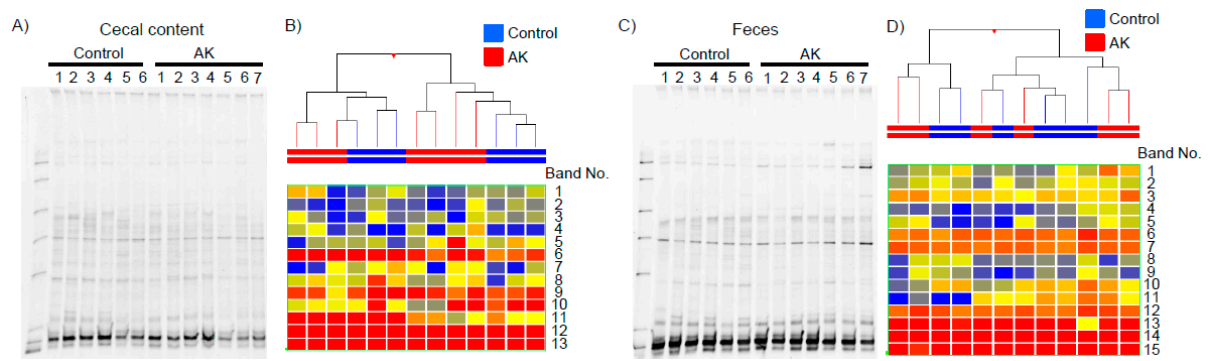 A)
Cecal content
Control AK
1 2 3 4 5 6 1 2 3 4 5 6 7
B)
Control
AK
Band No.
1
2
3
4
5
6
7
8
9
10
11
12
13
C)
Feces
Control AK
1 2 3 4 5 6 1 2 3 4 5 6 7
D)
Control
AK
Band No.
1
2
3
4
5
6
7
8
9
10
11
12
13
14
15